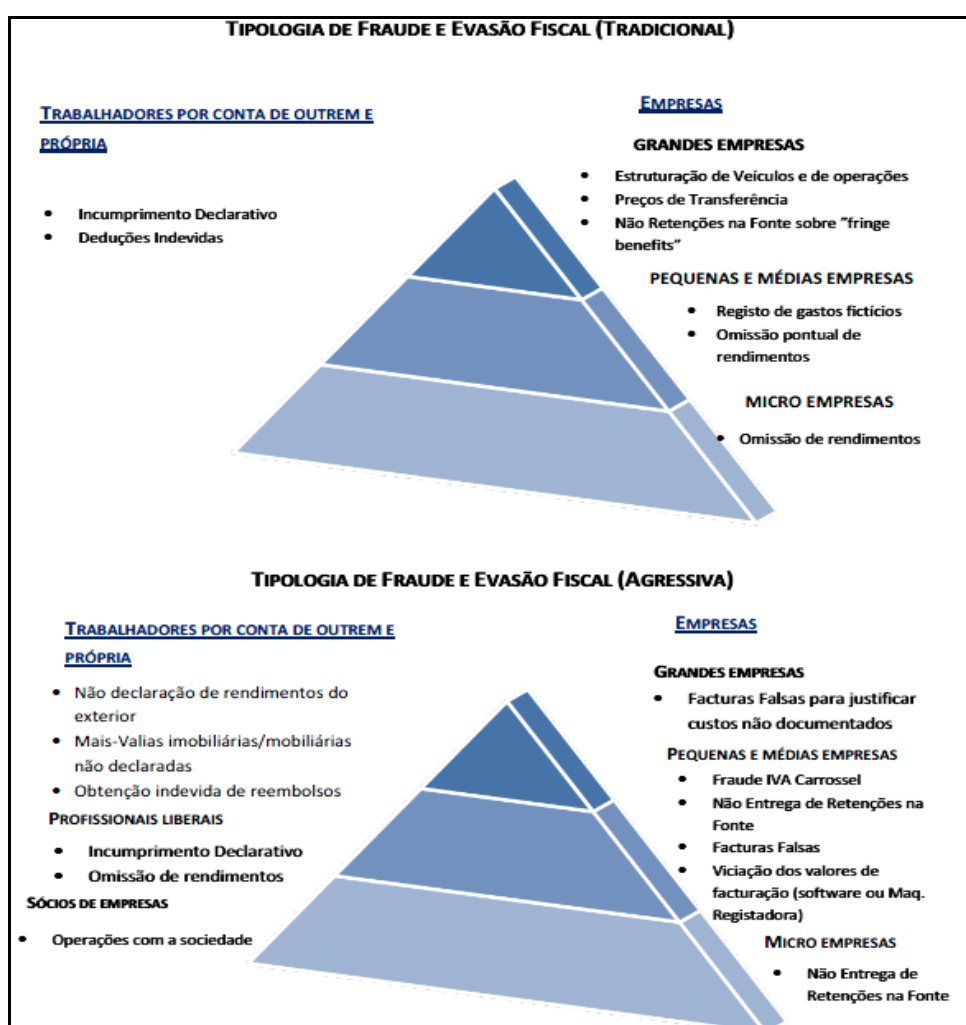 TIPOLOGIA DE FRAUDE E EVASÃO FISCAL (TRADICIONAL)
TRABALHADORES POR CONTA DE OUTREM E
PRÓPRIA
• Incumprimento Declarativo
• Deduções Indevidas
EMPRESAS
GRANDES EMPRESAS
• Estruturação de Veículos e de operações
• Preços de Transferência
• Não Retenções na Fonte sobre "fringe
benefits"
PEQUENAS E MÉDIAS EMPRESAS
• Registo de gastos fictícios
• Omissão pontual de
rendimentos
MICRO EMPRESAS
• Omissão de rendimentos
TIPOLOGIA DE FRAUDE E EVASÃO FISCAL (AGRESSIVA)
TRABALHADORES POR CONTA DE OUTREM E
PRÓPRIA
• Não declaração de rendimentos do
exterior
• Mais-Valias imobiliárias/mobiliárias
não declaradas
• Obtenção indevida de reembolsos
PROFISSIONAIS LIBERAIS
• Incumprimento Declarativo
• Omissão de rendimentos
SÓCIOS DE EMPRESAS
• Operações com a sociedade
EMPRESAS
GRANDES EMPRESAS
• Facturas Falsas para justificar
custos não documentados
PEQUENAS E MÉDIAS EMPRESAS
• Fraude IVA Carrossel
• Não Entrega de Retenções na
Fonte
• Facturas Falsas
• Viciação dos valores de
facturação (software ou Maq.
Registadora)
MICRO EMPRESAS
• Não Entrega de
Retenções na Fonte